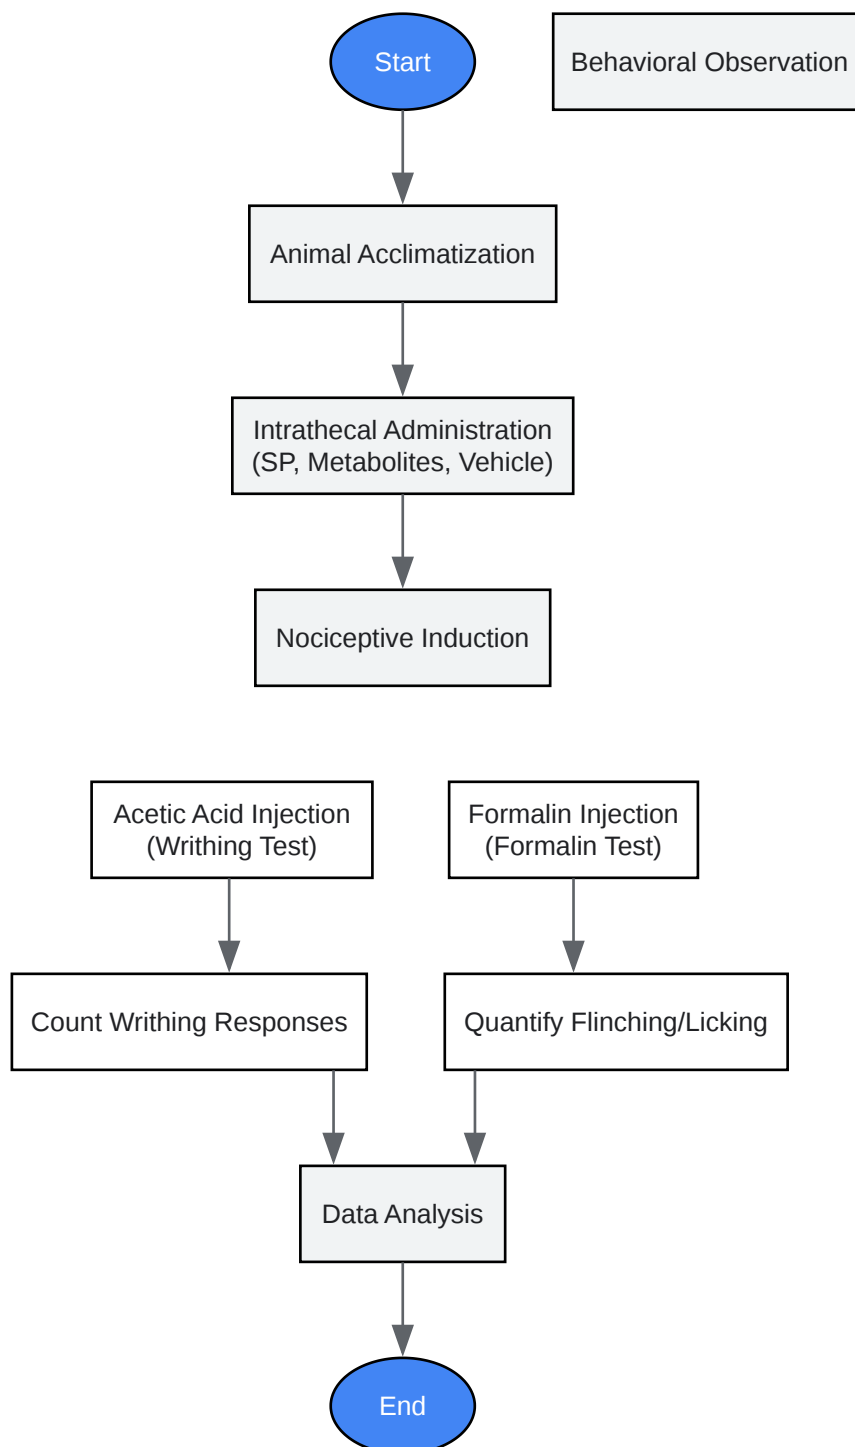 Start
Behavioral Observation
Animal Acclimatization
Intrathecal Administration
(SP, Metabolites, Vehicle)
Nociceptive Induction
Acetic Acid Injection
(Writhing Test)
Formalin Injection
(Formalin Test)
Count Writhing Responses
Quantify Flinching/Licking
Data Analysis
End